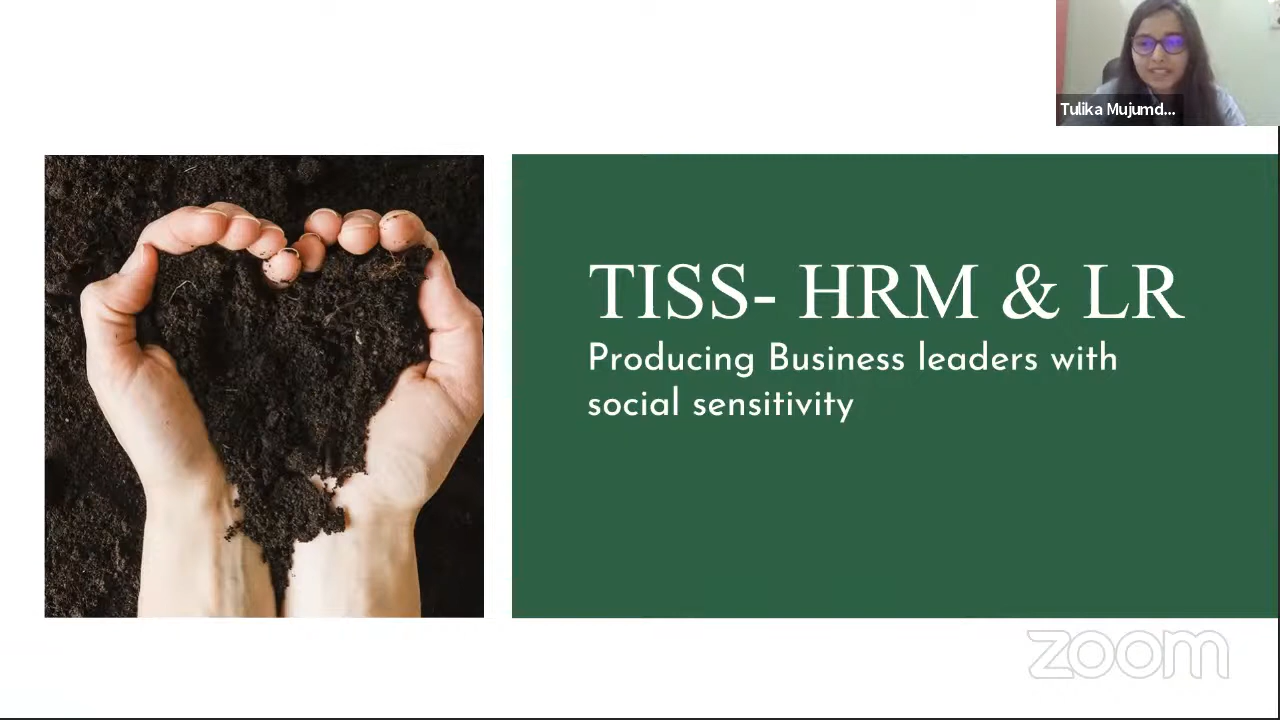 Tulika Mujumd...
TISS- HRM & LR
Producing Business leaders with
social sensitivity
zoom